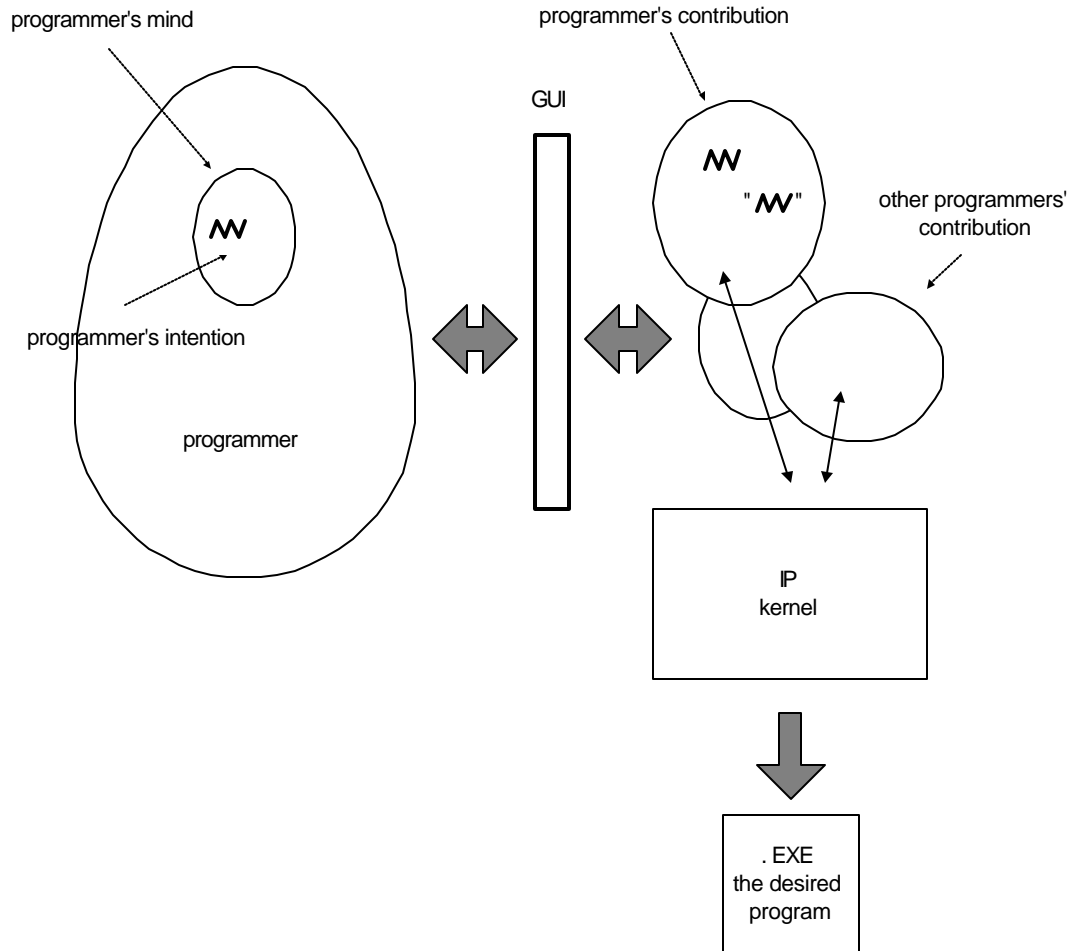 programmer's mind
programmer's contribution
GUI
" "
other programmers'
contribution
programmer's intention
programmer
IP
kernel
. EXE
the desired
program